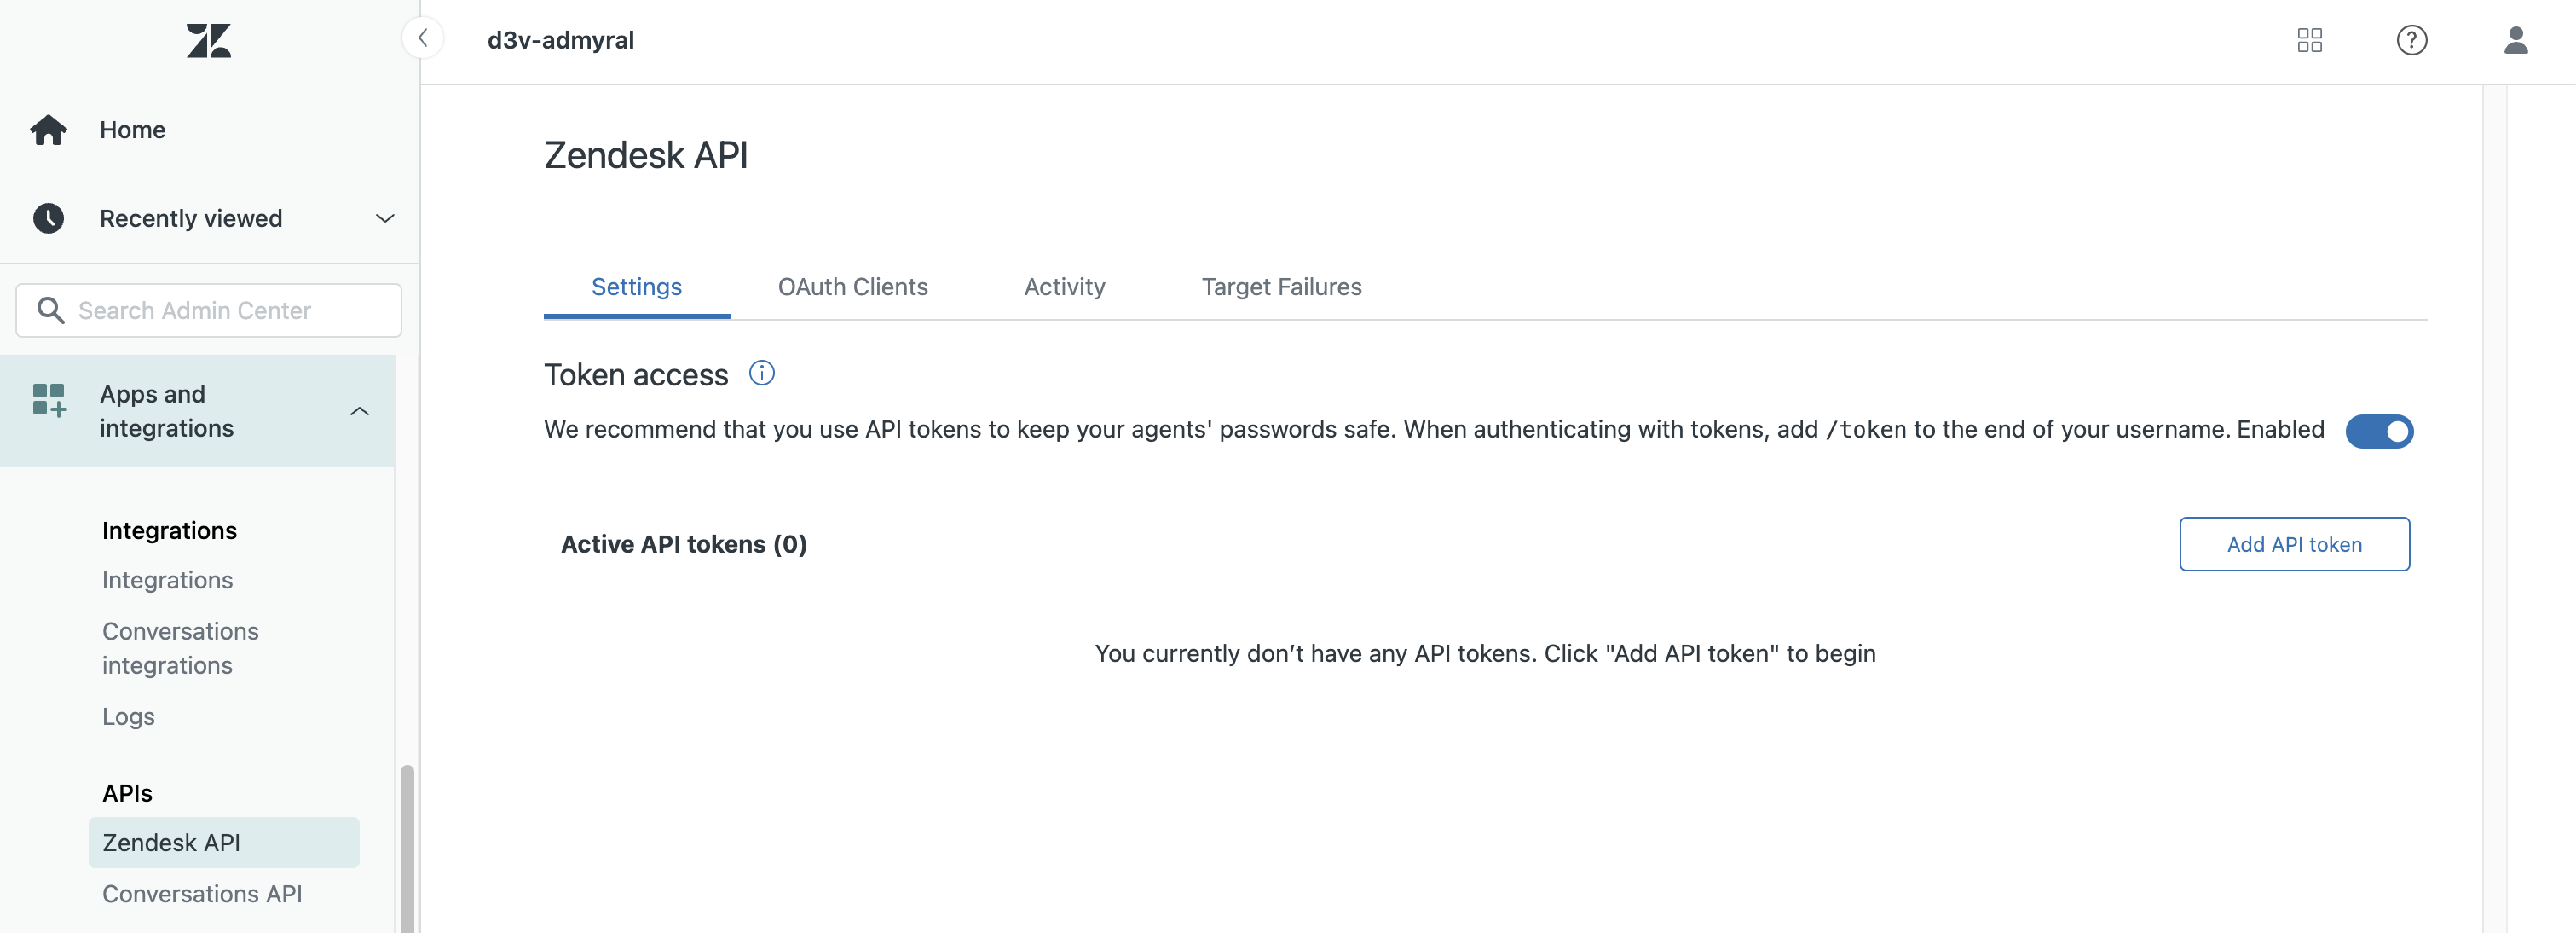 d3v-admyral
Home
Recently viewed
Search Admin Center
Apps and
integrations
Integrations
Integrations
Conversations
integrations
Logs
APIs
Zendesk API
Conversations API
Zendesk API
Settings
OAuth Clients
Activity
Target Failures
Token access
We recommend that you use API tokens to keep your agents' passwords safe. When authenticating with tokens, add /token to the end of your username. Enabled
Active API tokens (0)
Add API token
You currently don’t have any API tokens. Click "Add API token" to begin